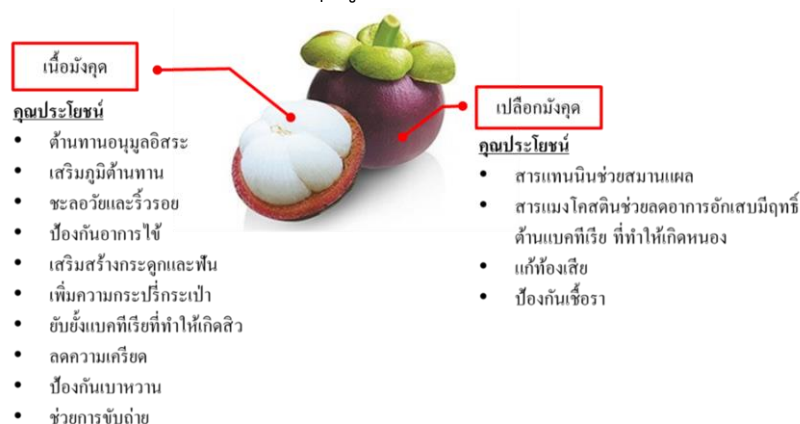 เนื้อมังคุด
คุณประโยชน์
• ต้านทานอนุมูลอิสระ
• เสริมภูมิต้านทาน
• ชะลอวัยและริ้วรอย
• ป้องกันอาการไข้
• เสริมสร้างกระดูกและฟัน
• เพิ่มความกระปรี้กระเป่า
• ยับยั้งแบคทีเรียที่ทำให้เกิดสิว
• ลดความเครียด
• ป้องกันเบาหวาน
• ช่วยการขับถ่าย
เปลือกมังคุด
คุณประโยชน์
• สารแทนนินช่วยสมานแผล
• สารแมงโคสตินช่วยลดอาการอักเสบมีฤทธิ์
ด้านแบคทีเรีย ที่ทำให้เกิดหนอง
• แก้ท้องเสีย
• ป้องกันเชื้อรา